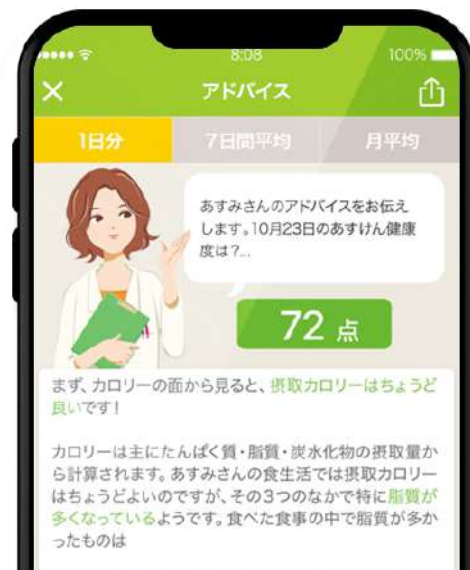 8:08
100%
アドバイス
1日分
7日間平均
月平均
あすみさんのアドバイスをお伝え
します。10月23日のあすけん健康
度は?...
72 点
まず、カロリーの面から見ると、摂取カロリーはちょうど
良いです!
カロリーは主にたんぱく質・脂質・炭水化物の摂取量か
ら計算されます。あすみさんの食生活では摂取カロリー
はちょうどよいのですが、その3つのなかで特に脂質が
多くなっているようです。食べた食事の中で脂質が多か
ったものは